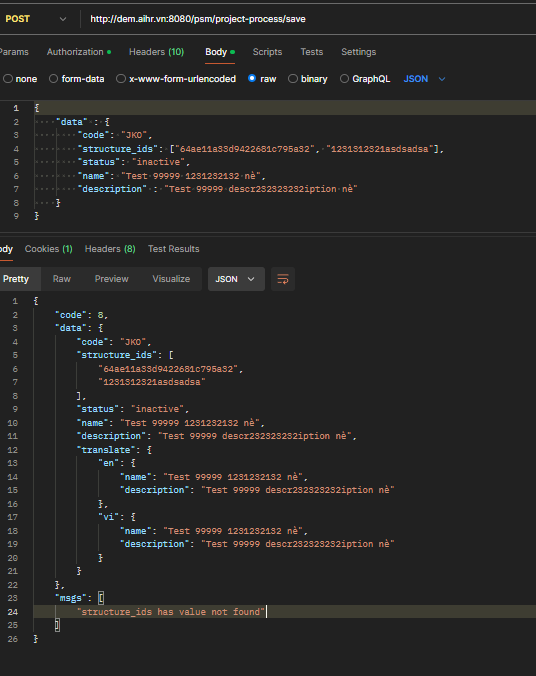 POST http://dem.aihr.vn:8080/psm/project-process/save
Params Authorization Headers (10) Body Scripts Tests Settings
none form-data x-www-form-urlencoded raw binary GraphQL JSON
1 {
2 "data" : {
3 "code": "JKO",
4 "structure_ids": ["64ae11a33d9422681c795a32", "1231312321asdsadsa"],
5 "status": "inactive",
6 "name": "Test 99999 1231232132 nè",
7 "description" : "Test 99999 descr232323232iption nè"
8 }
9 }
ody Cookies (1) Headers (8) Test Results
Pretty Raw Preview Visualize JSON
1 {
2 "code": 8,
3 "data": {
4 "code": "JKO",
5 "structure_ids": [
6 "64ae11a33d9422681c795a32",
7 "1231312321asdsadsa"
8 ],
9 "status": "inactive",
10 "name": "Test 99999 1231232132 nè",
11 "description": "Test 99999 descr232323232iption nè",
12 "translate": {
13 "en": {
14 "name": "Test 99999 1231232132 nè",
15 "description": "Test 99999 descr232323232iption nè"
16 },
17 "vi": {
18 "name": "Test 99999 1231232132 nè",
19 "description": "Test 99999 descr232323232iption nè"
20 }
21 }
22 },
23 "msgs": [
24 "structure_ids has value not found"
25 ]
26 }